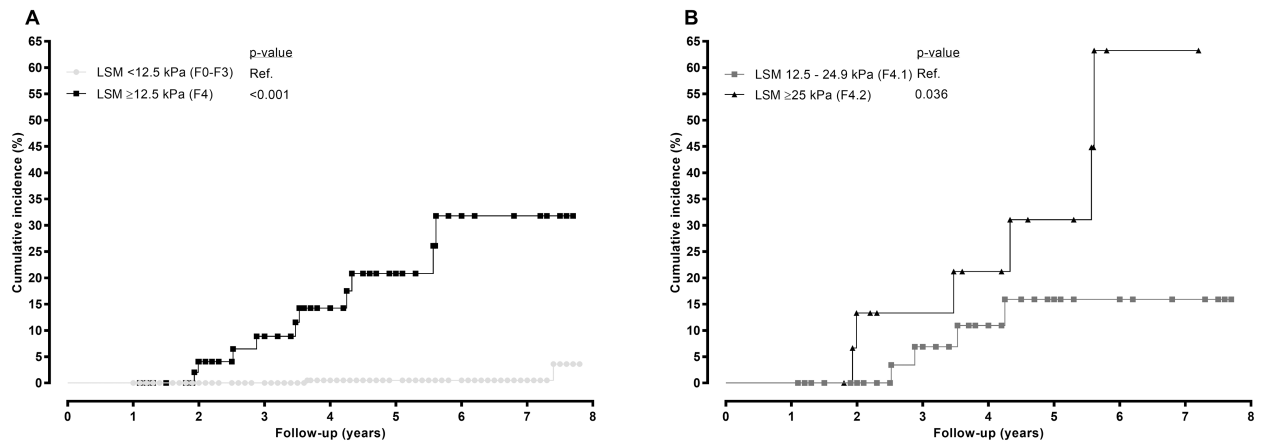 A
p-value
LSM <12.5 kPa (F0-F3) Ref.
LSM ≥12.5 kPa (F4) <0.001
Cumulative incidence (%)
65
60
55
50
45
40
35
30
25
20
15
10
5
0
0 1 2 3 4 5 6 7 8
Follow-up (years)
B
p-value
LSM 12.5 - 24.9 kPa (F4.1) Ref.
LSM ≥25 kPa (F4.2) 0.036
Cumulative incidence (%)
65
60
55
50
45
40
35
30
25
20
15
10
5
0
0 1 2 3 4 5 6 7 8
Follow-up (years)